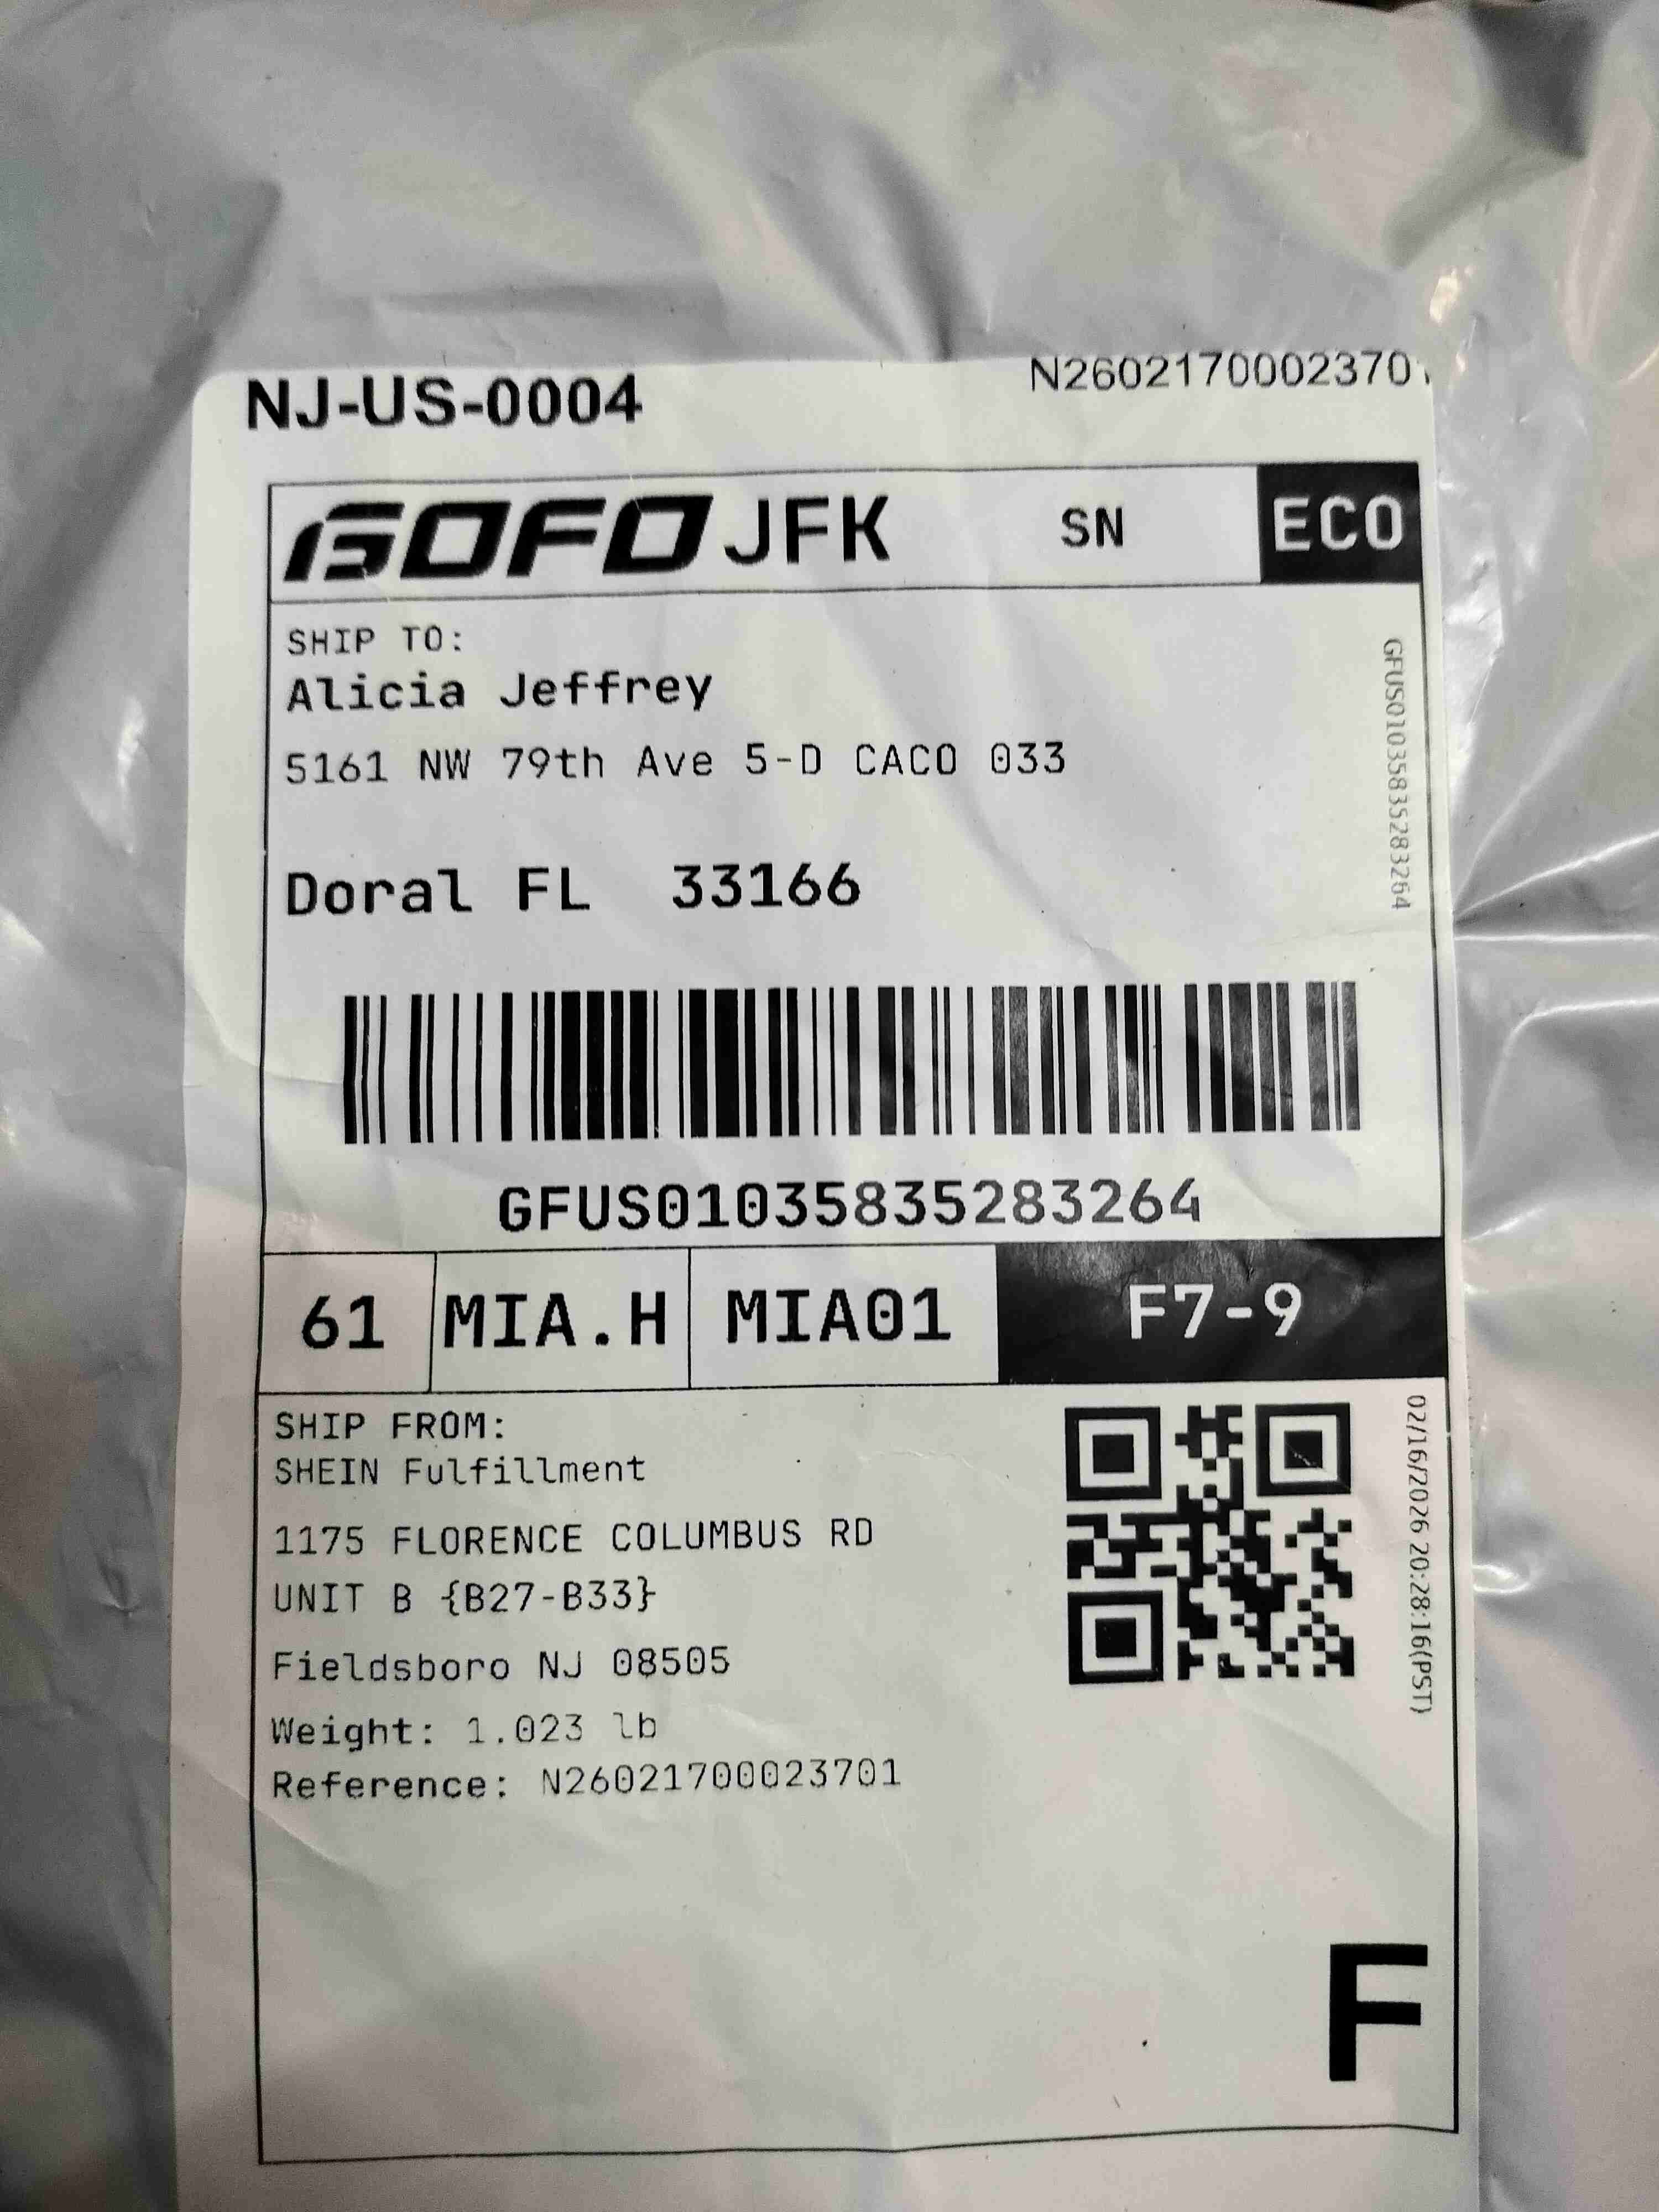 NJ-US-0004
N26021700023701
GOFO JFK SN ECO
SHIP TO:
Alicia Jeffrey
5161 NW 79th Ave 5-D CACO 033
Doral FL 33166
GFUS01035835283264
GFUS01035835283264
61 MIA.H MIA01 F7-9
SHIP FROM:
SHEIN Fulfillment
1175 FLORENCE COLUMBUS RD
UNIT B {B27-B33}
Fieldsboro NJ 08505
Weight: 1.023 lb
Reference: N26021700023701
02/16/2026 20:28:16(PST)
F